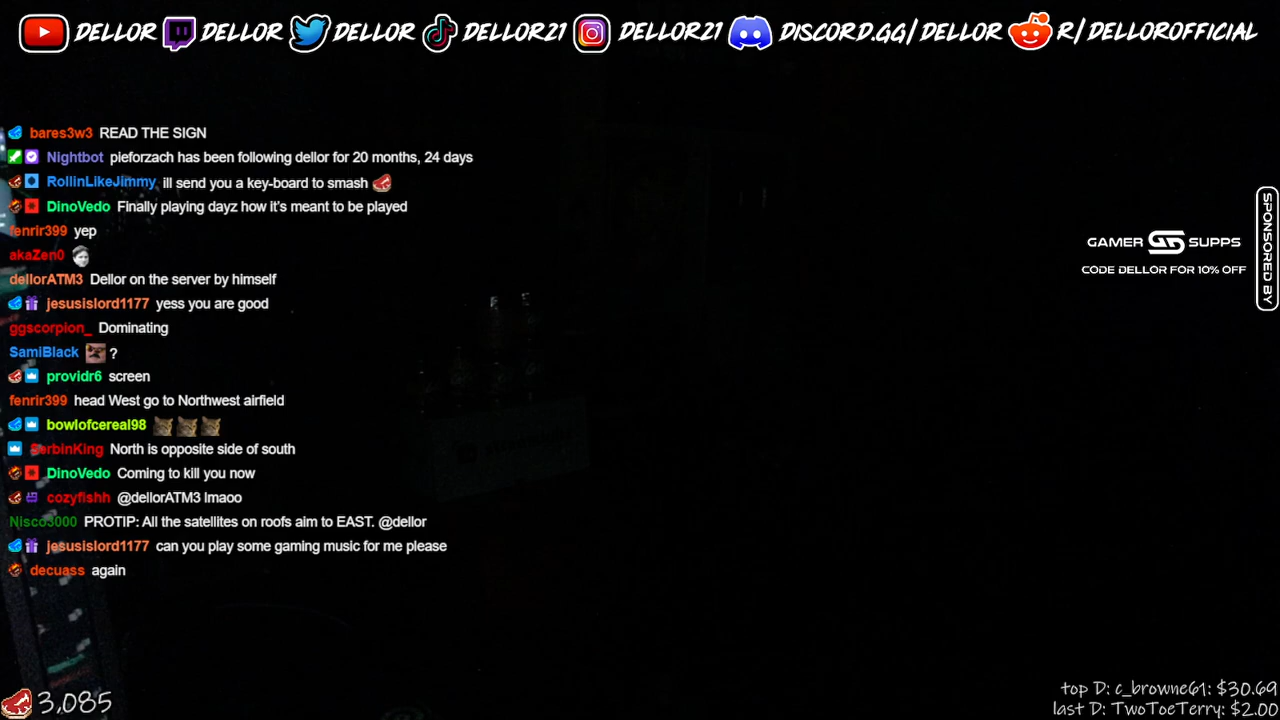 DELLOR DELLOR DELLOR DELLOR21 DELLOR21 DISCORD.GG/DELLOR R/DELLOROFFICIAL
bares3w3 READ THE SIGN
Nightbot pieforzach has been following dellor for 20 months, 24 days
RollinLikeJimmy ill send you a key-board to smash
DinoVedo Finally playing dayz how it's meant to be played
fenrir399 yep
akaZen0
dellorATM3 Dellor on the server by himself
jesusislord1177 yess you are good
ggscorpion_ Dominating
SamiBlack ?
providr6 screen
fenrir399 head West go to Northwest airfield
bowlofcereal98
SerbinKing North is opposite side of south
DinoVedo Coming to kill you now
cozyfishh @dellorATM3 lmaoo
Nisco3000 PROTIP: All the satellites on roofs aim to EAST. @dellor
jesusislord1177 can you play some gaming music for me please
decuass again
GAMER GG SUPPS
CODE DELLOR FOR 10% OFF
SPONSORED BY
3,085
top D: c_browne61: $30.69
last D: TwoToeTerry: $2.00